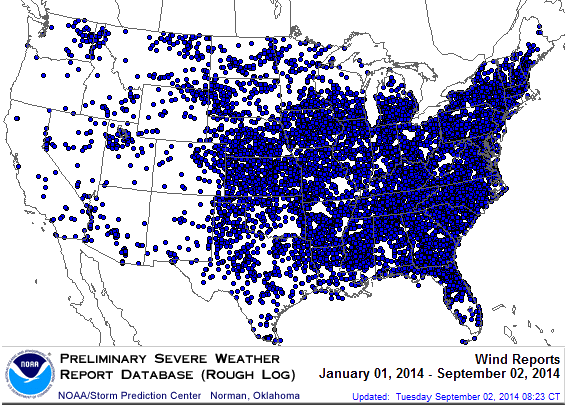 NOAA
PRELIMINARY SEVERE WEATHER
REPORT DATABASE (ROUGH LOG)
NOAA/Storm Prediction Center Norman, Oklahoma
Wind Reports
January 01, 2014 - September 02, 2014
Updated: Tuesday September 02, 2014 08:23 CT